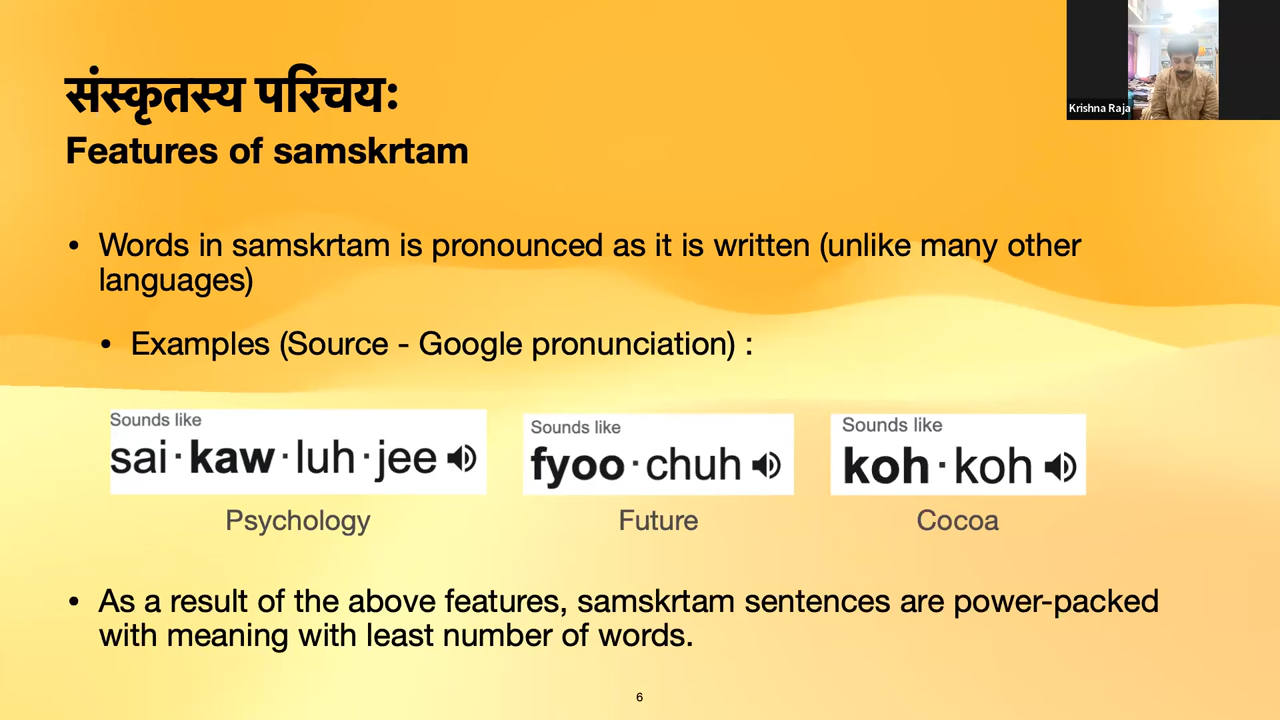 संस्कृतस्य परिचयः
Features of samskrtam
Krishna Raja
• Words in samskrtam is pronounced as it is written (unlike many other
languages)
• Examples (Source - Google pronunciation) :
Sounds like
sai·kaw·luh·jee
Psychology
Sounds like
fyoo·chuh
Future
Sounds like
koh·koh
Cocoa
• As a result of the above features, samskrtam sentences are power-packed
with meaning with least number of words.
6